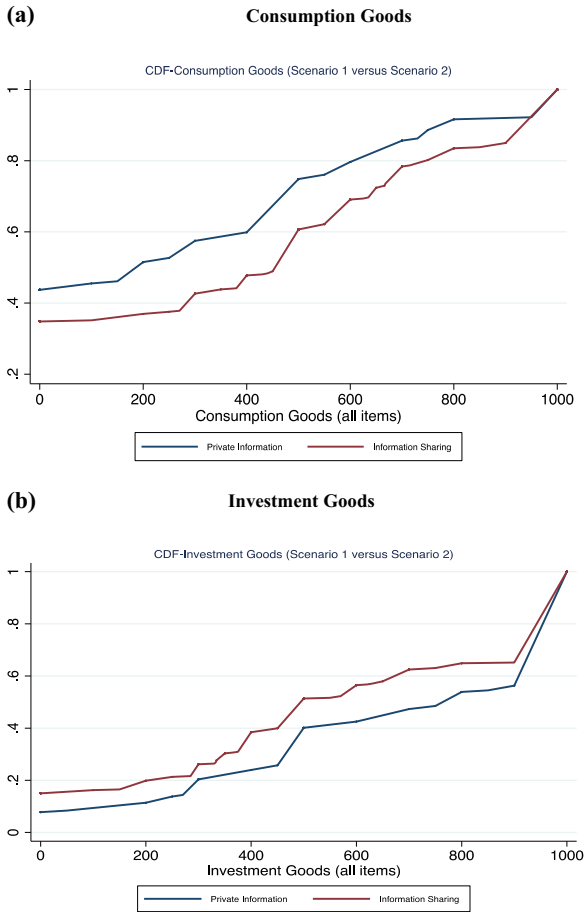 (a)
Consumption Goods
CDF-Consumption Goods (Scenario 1 versus Scenario 2)
1
.8
.6
.4
.2
0 200 400 600 800 1000
Consumption Goods (all items)
Private Information Information Sharing
(b)
Investment Goods
CDF-Investment Goods (Scenario 1 versus Scenario 2)
1
.8
.6
.4
.2
0
0 200 400 600 800 1000
Investment Goods (all items)
Private Information Information Sharing